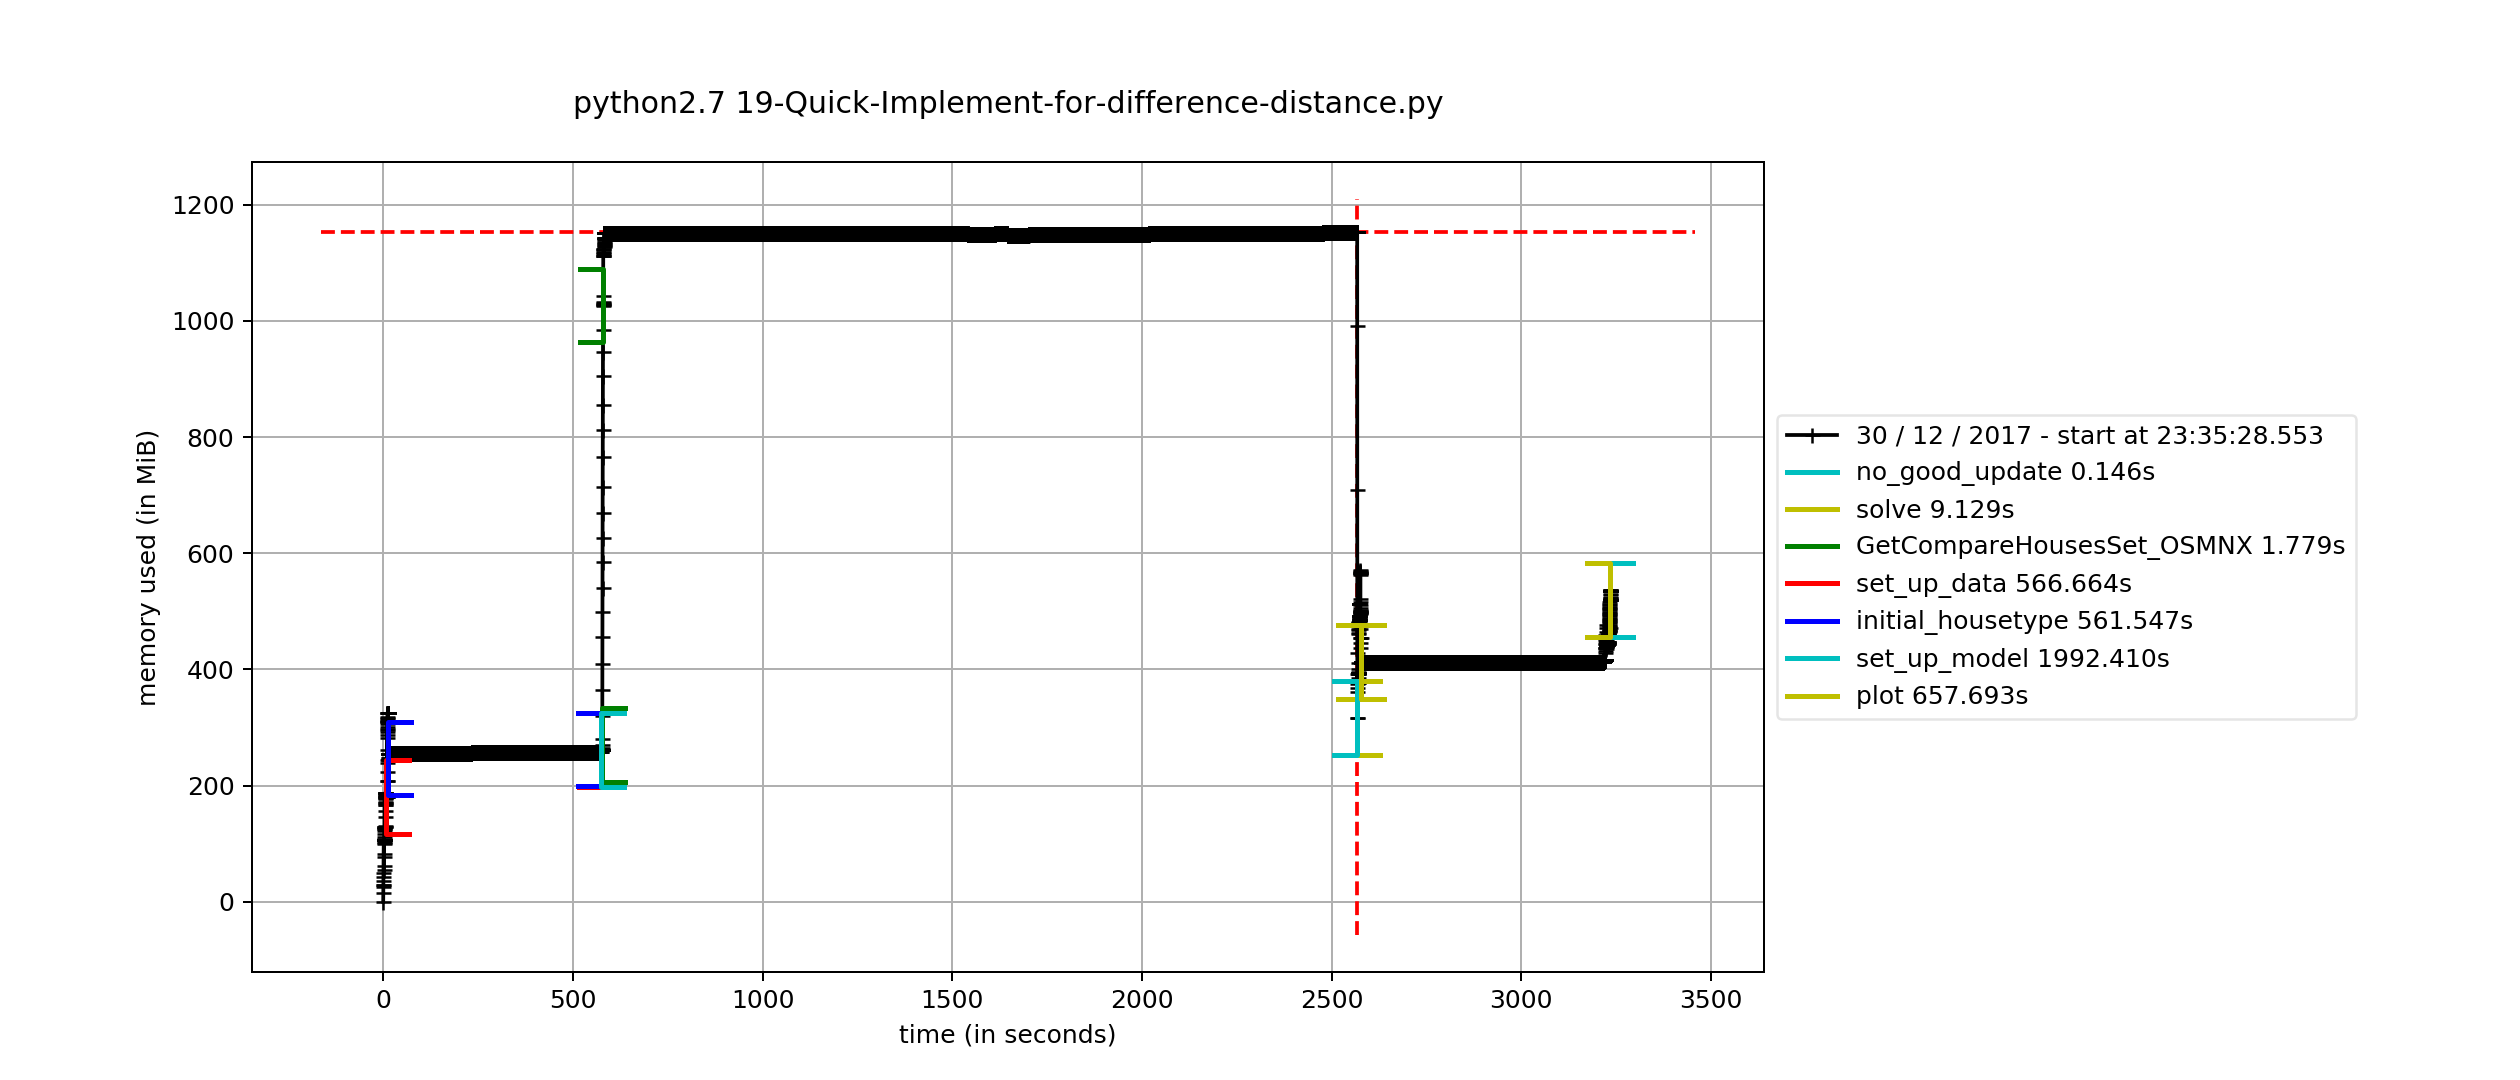 python2.7 19-Quick-Implement-for-difference-distance.py
1200
1000
800
600
400
200
0
memory used (in MiB)
0 500 1000 1500 2000 2500 3000 3500
time (in seconds)
30 / 12 / 2017 - start at 23:35:28.553
no_good_update 0.146s
solve 9.129s
GetCompareHousesSet_OSMNX 1.779s
set_up_data 566.664s
initial_housetype 561.547s
set_up_model 1992.410s
plot 657.693s